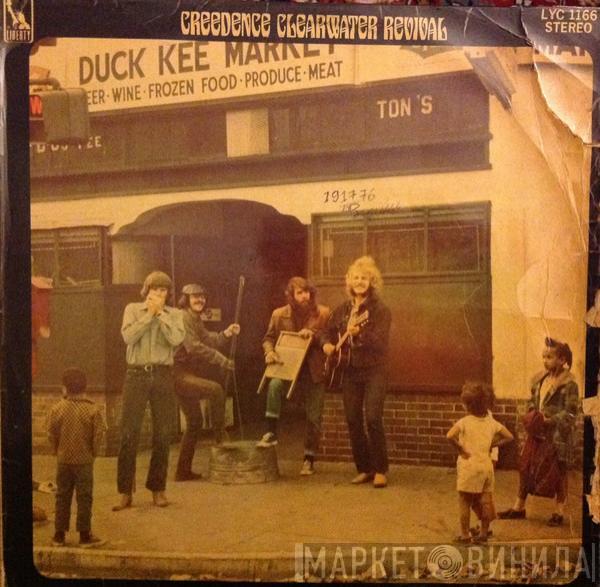 LIBERTY
CREEDENCE CLEARWATER REVIVAL
LYC 1166
STEREO
DUCK KEE MARKET
BEER · WINE · FROZEN FOOD · PRODUCE · MEAT
TON'S
W
191776
МАРКЕТ ВИНИЛА